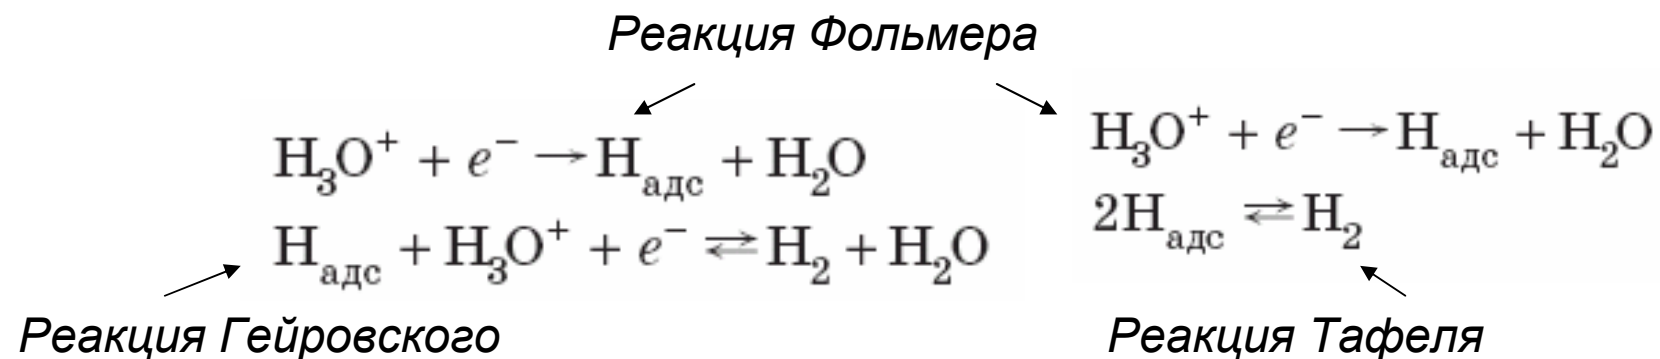 Реакция Фольмера
H₃O⁺ + e⁻ → Hадс + H₂O
Hадс + H₃O⁺ + e⁻ ⇄ H₂ + H₂O
H₃O⁺ + e⁻ → Hадс + H₂O
2Hадс ⇄ H₂
Реакция Гейровского
Реакция Тафеля